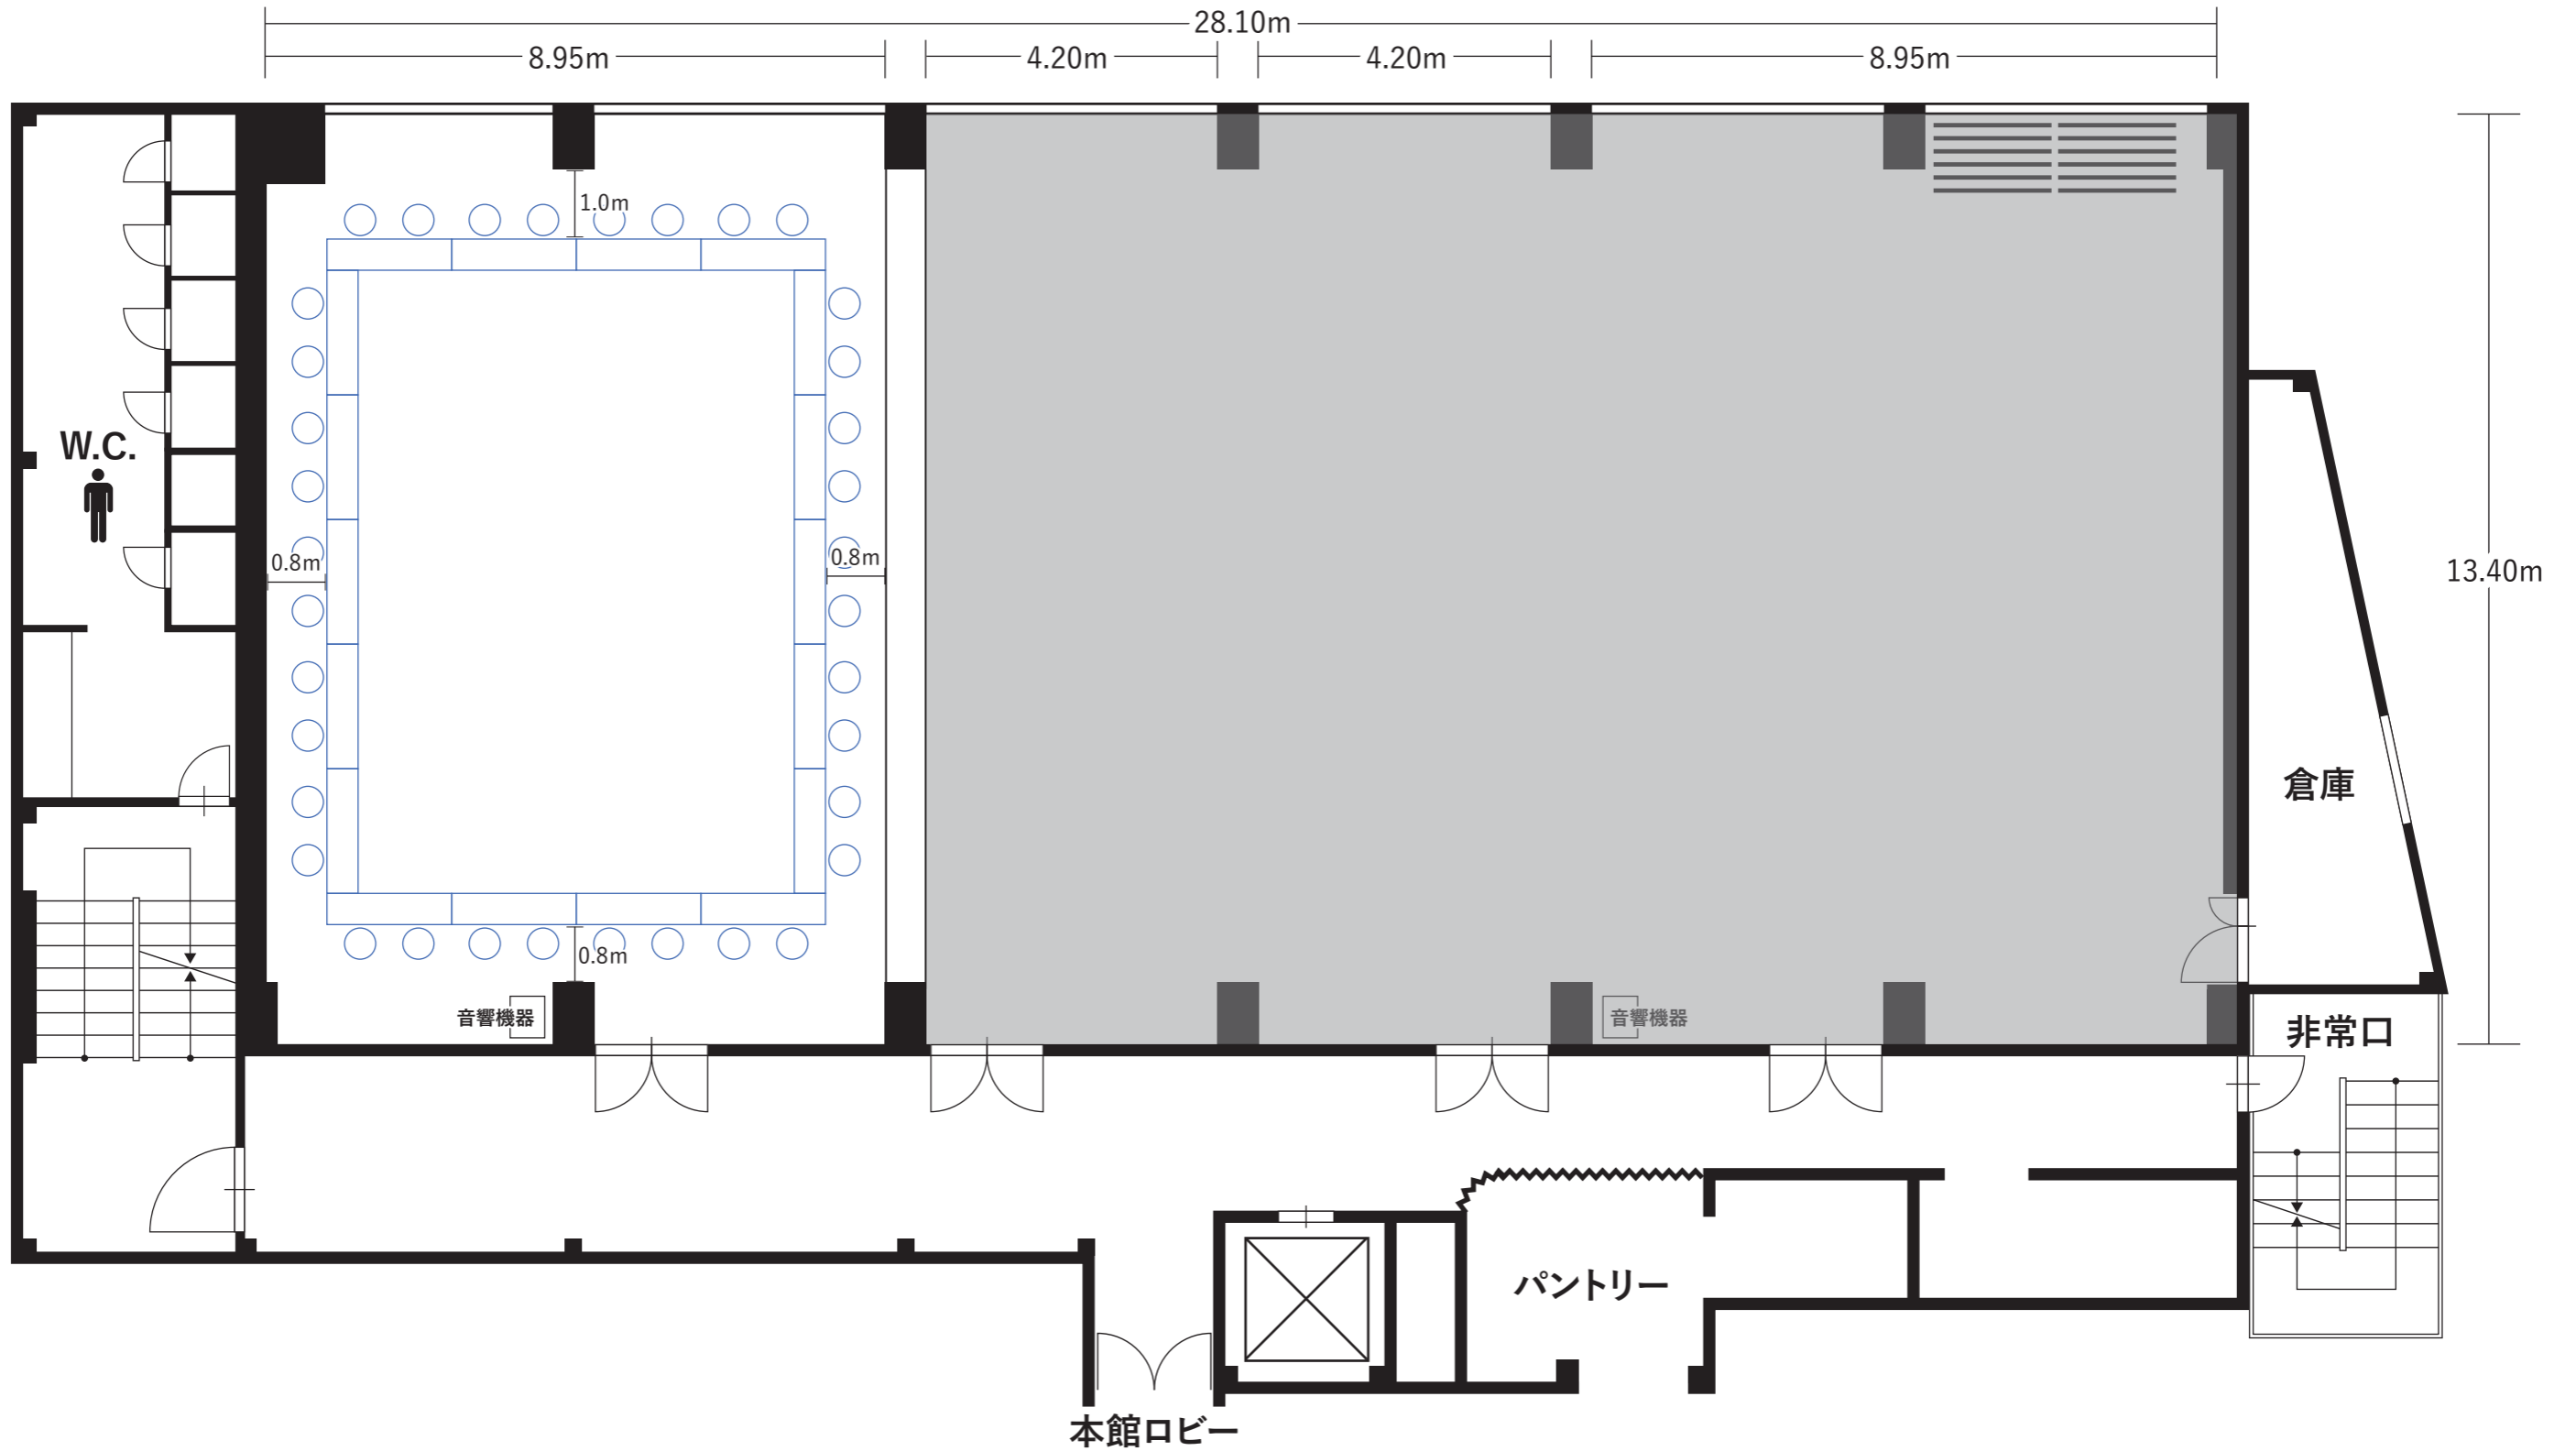 28.10m
8.95m
4.20m
4.20m
8.95m
1.0m
W.C.
0.8m
0.8m
13.40m
倉庫
0.8m
音響機器
音響機器
非常口
パントリー
本館ロビー